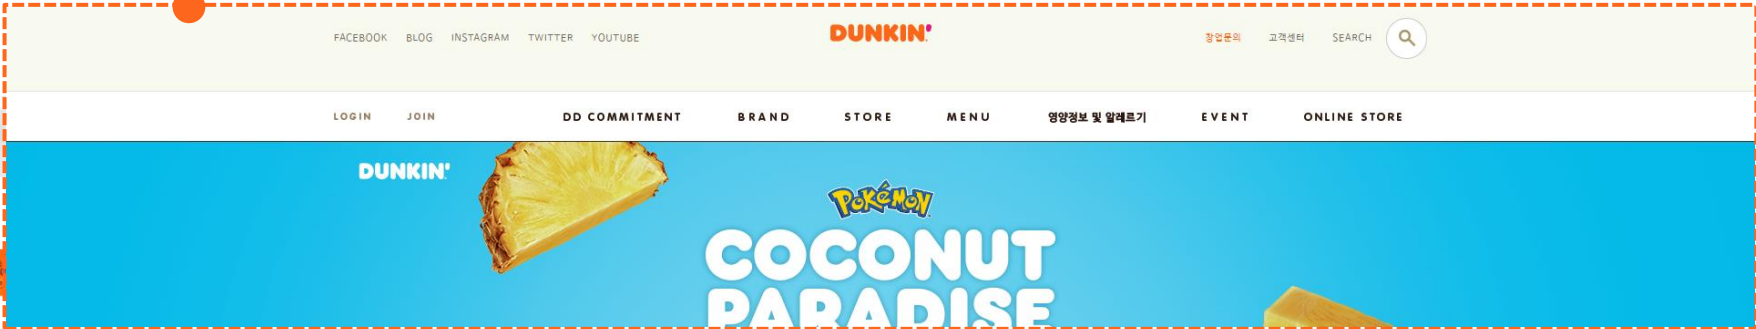 FACEBOOK BLOG INSTAGRAM TWITTER YOUTUBE DUNKIN' 창업문의 고객센터 SEARCH
LOGIN JOIN DD COMMITMENT BRAND STORE MENU 영양정보 및 알레르기 EVENT ONLINE STORE
DUNKIN'
POKéMON
COCONUT
PARADISE